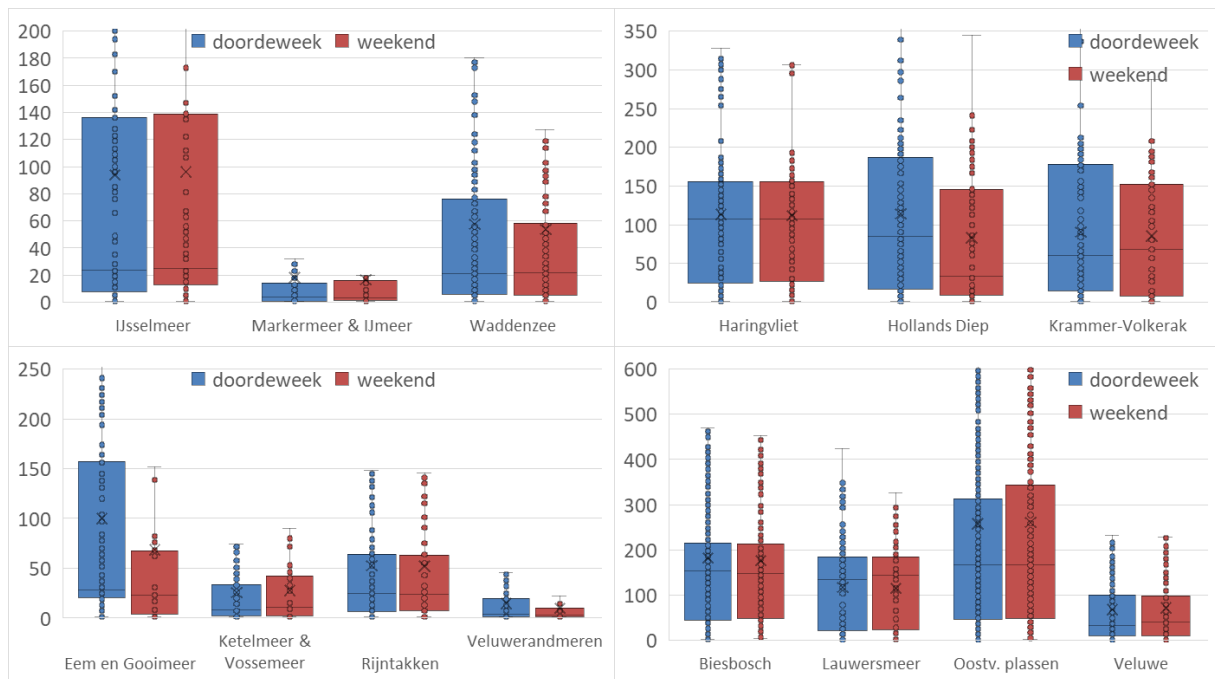 200
180
160
140
120
100
80
60
40
20
0
doordeweek weekend
IJsselmeer Markermeer & IJmeer Waddenzee
350
300
250
200
150
100
50
0
doordeweek
weekend
Haringvliet Hollands Diep Krammer-Volkerak
250
200
150
100
50
0
doordeweek weekend
Eem en Gooimeer
Ketelmeer &
Vossemeer
Rijntakken
Veluwerandmeren
600
500
400
300
200
100
0
doordeweek
weekend
Biesbosch Lauwersmeer Oostv. plassen Veluwe